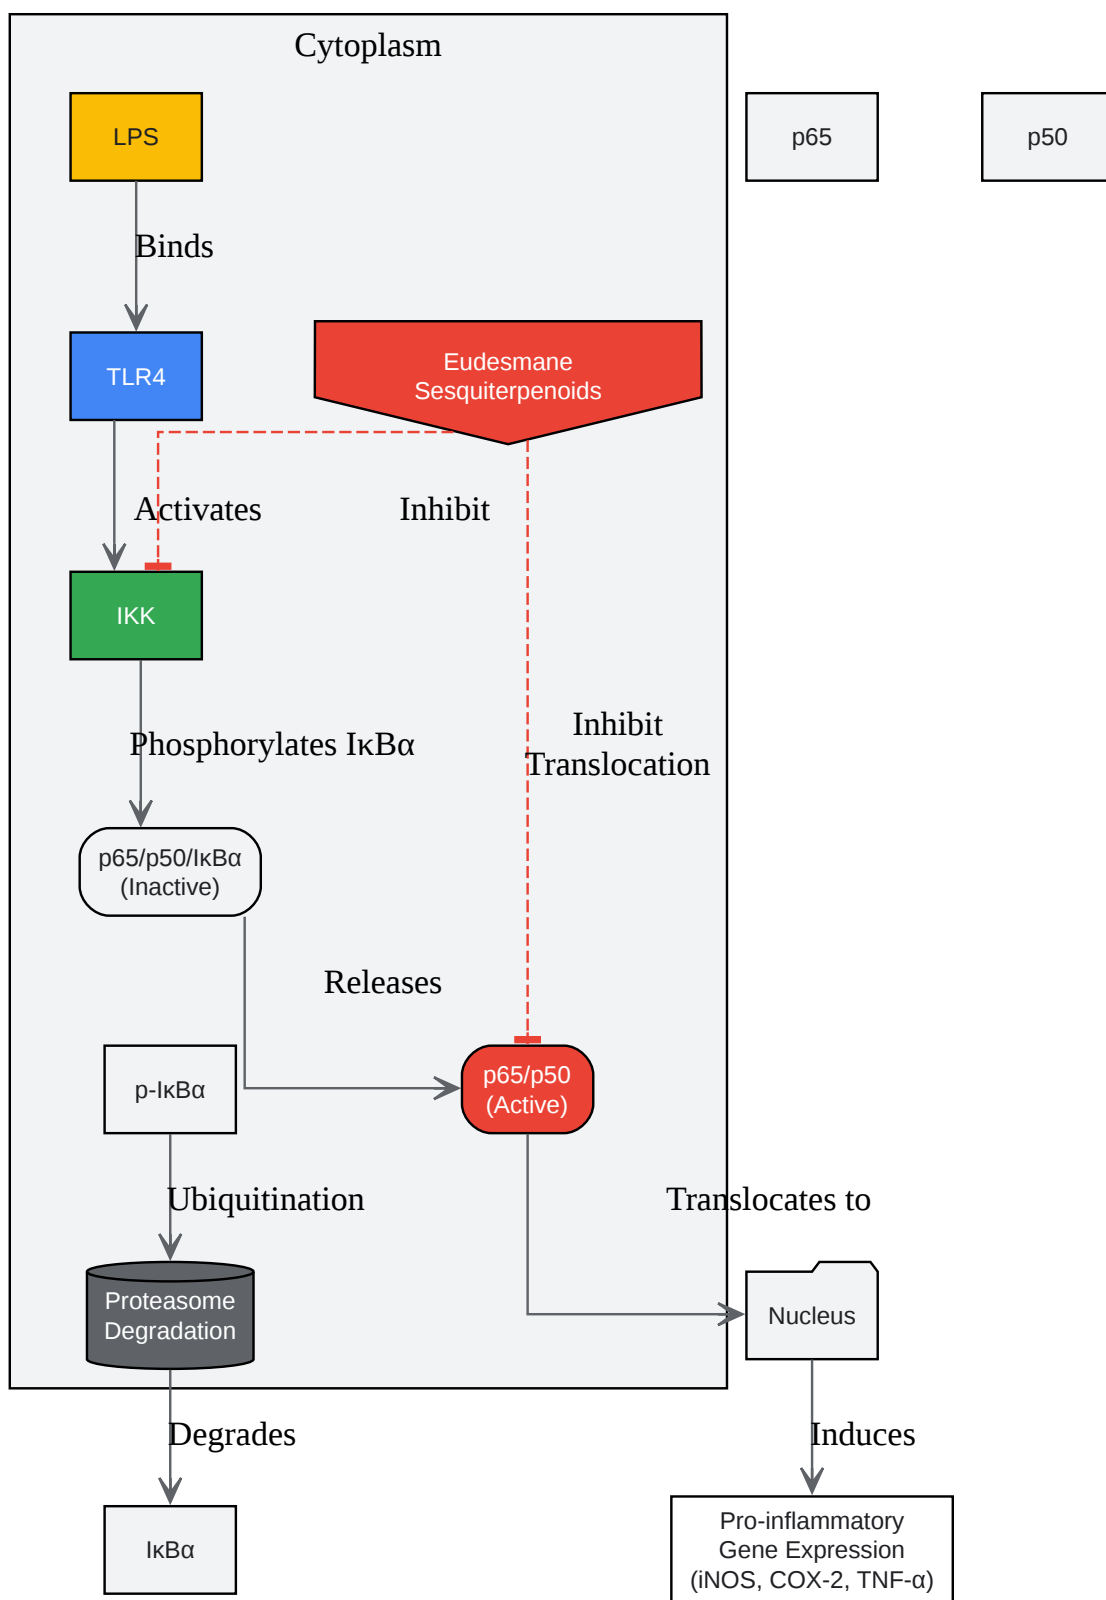 Cytoplasm
LPS
p65
p50
Binds
TLR4
Eudesmane
Sesquiterpenoids
Activates
Inhibit
IKK
Phosphorylates IκBα
Inhibit
Translocation
p65/p50/IκBα
(Inactive)
Releases
p-IκBα
p65/p50
(Active)
Ubiquitination
Translocates to
Proteasome
Degradation
Nucleus
Degrades
Induces
IκBα
Pro-inflammatory
Gene Expression
(iNOS, COX-2, TNF-α)